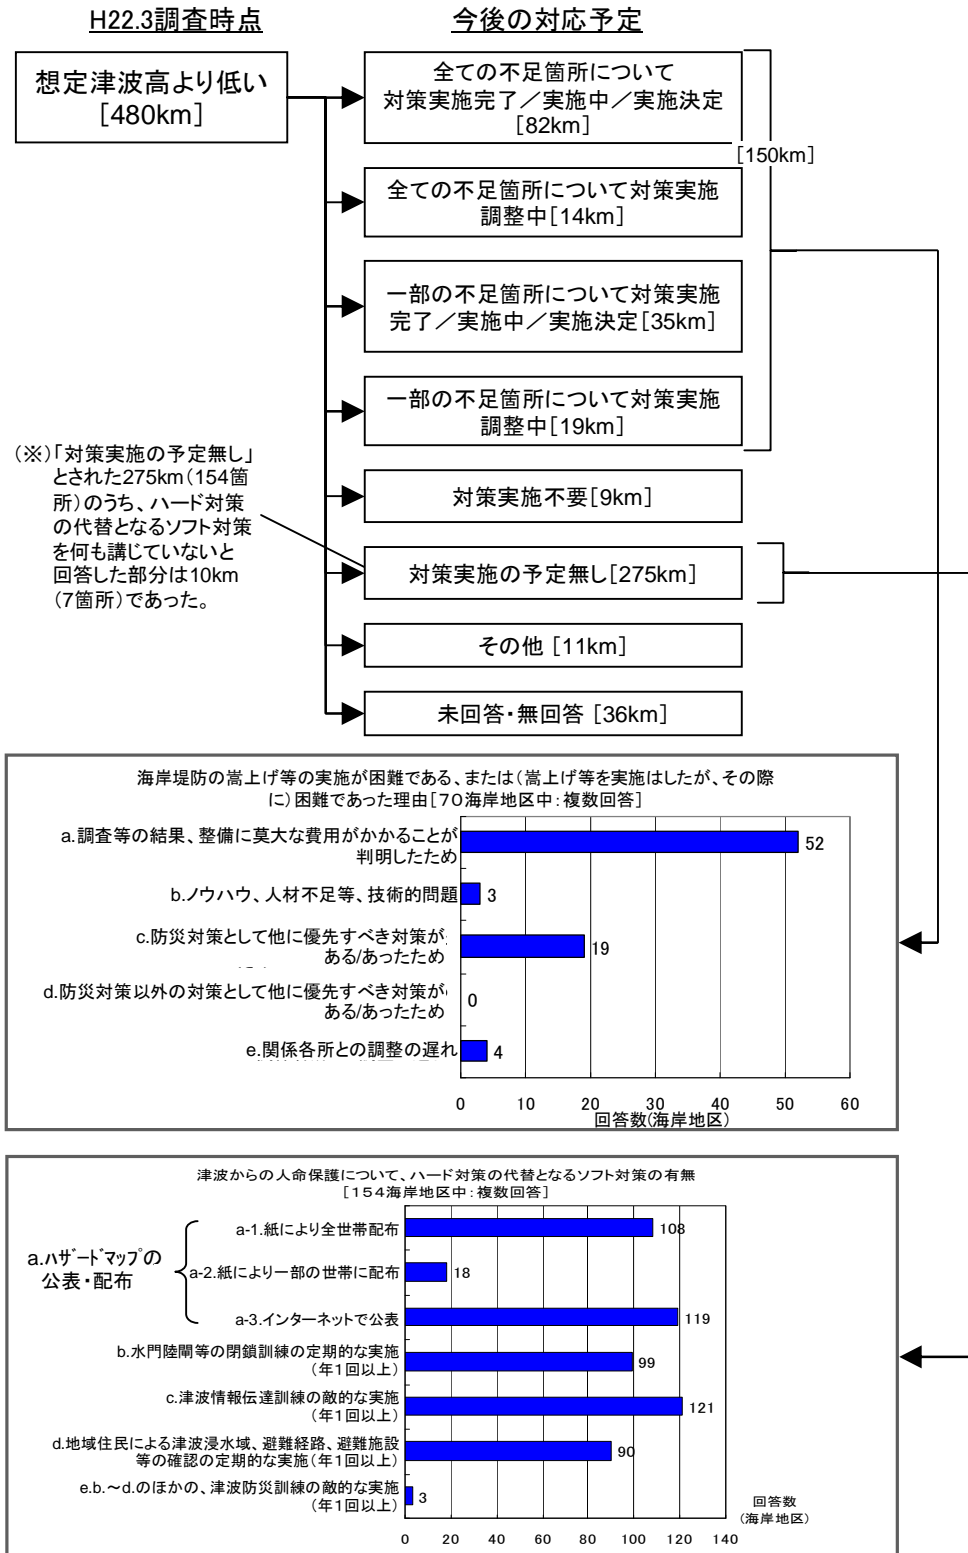 H22.3調査時点
今後の対応予定
想定津波高より低い
[480km]
全ての不足箇所について
対策実施完了／実施中／実施決定
[82km]
[150km]
全ての不足箇所について対策実施
調整中[14km]
一部の不足箇所について対策実施
完了／実施中／実施決定[35km]
一部の不足箇所について対策実施
調整中[19km]
(※)「対策実施の予定無し」
とされた275km(154箇
所)のうち、ハード対策
の代替となるソフト対策
を何も講じていないと
回答した部分は10km
(7箇所)であった。
対策実施不要[9km]
対策実施の予定無し[275km]
その他 [11km]
未回答・無回答 [36km]
海岸堤防の嵩上げ等の実施が困難である、または(嵩上げ等を実施はしたが、その際
に)困難であった理由[70海岸地区中:複数回答]
a.調査等の結果、整備に莫大な費用がかかることが
判明したため
52
b.ノウハウ、人材不足等、技術的問題
3
c.防災対策として他に優先すべき対策が
ある/あったため
19
d.防災対策以外の対策として他に優先すべき対策が
ある/あったため
0
e.関係各所との調整の遅れ
4
0 10 20 30 40 50 60
回答数(海岸地区)
津波からの人命保護について、ハード対策の代替となるソフト対策の有無
[154海岸地区中:複数回答]
a.ハザードマップの
公表・配布
a-1.紙により全世帯配布
108
a-2.紙により一部の世帯に配布
18
a-3.インターネットで公表
119
b.水門陸閘等の閉鎖訓練の定期的な実施
(年1回以上)
99
c.津波情報伝達訓練の敵的な実施
(年1回以上)
121
d.地域住民による津波浸水域、避難経路、避難施設
等の確認の定期的な実施(年1回以上)
90
e.b.～d.のほかの、津波防災訓練の敵的な実施
(年1回以上)
3
回答数
(海岸地区)
0 20 40 60 80 100 120 140